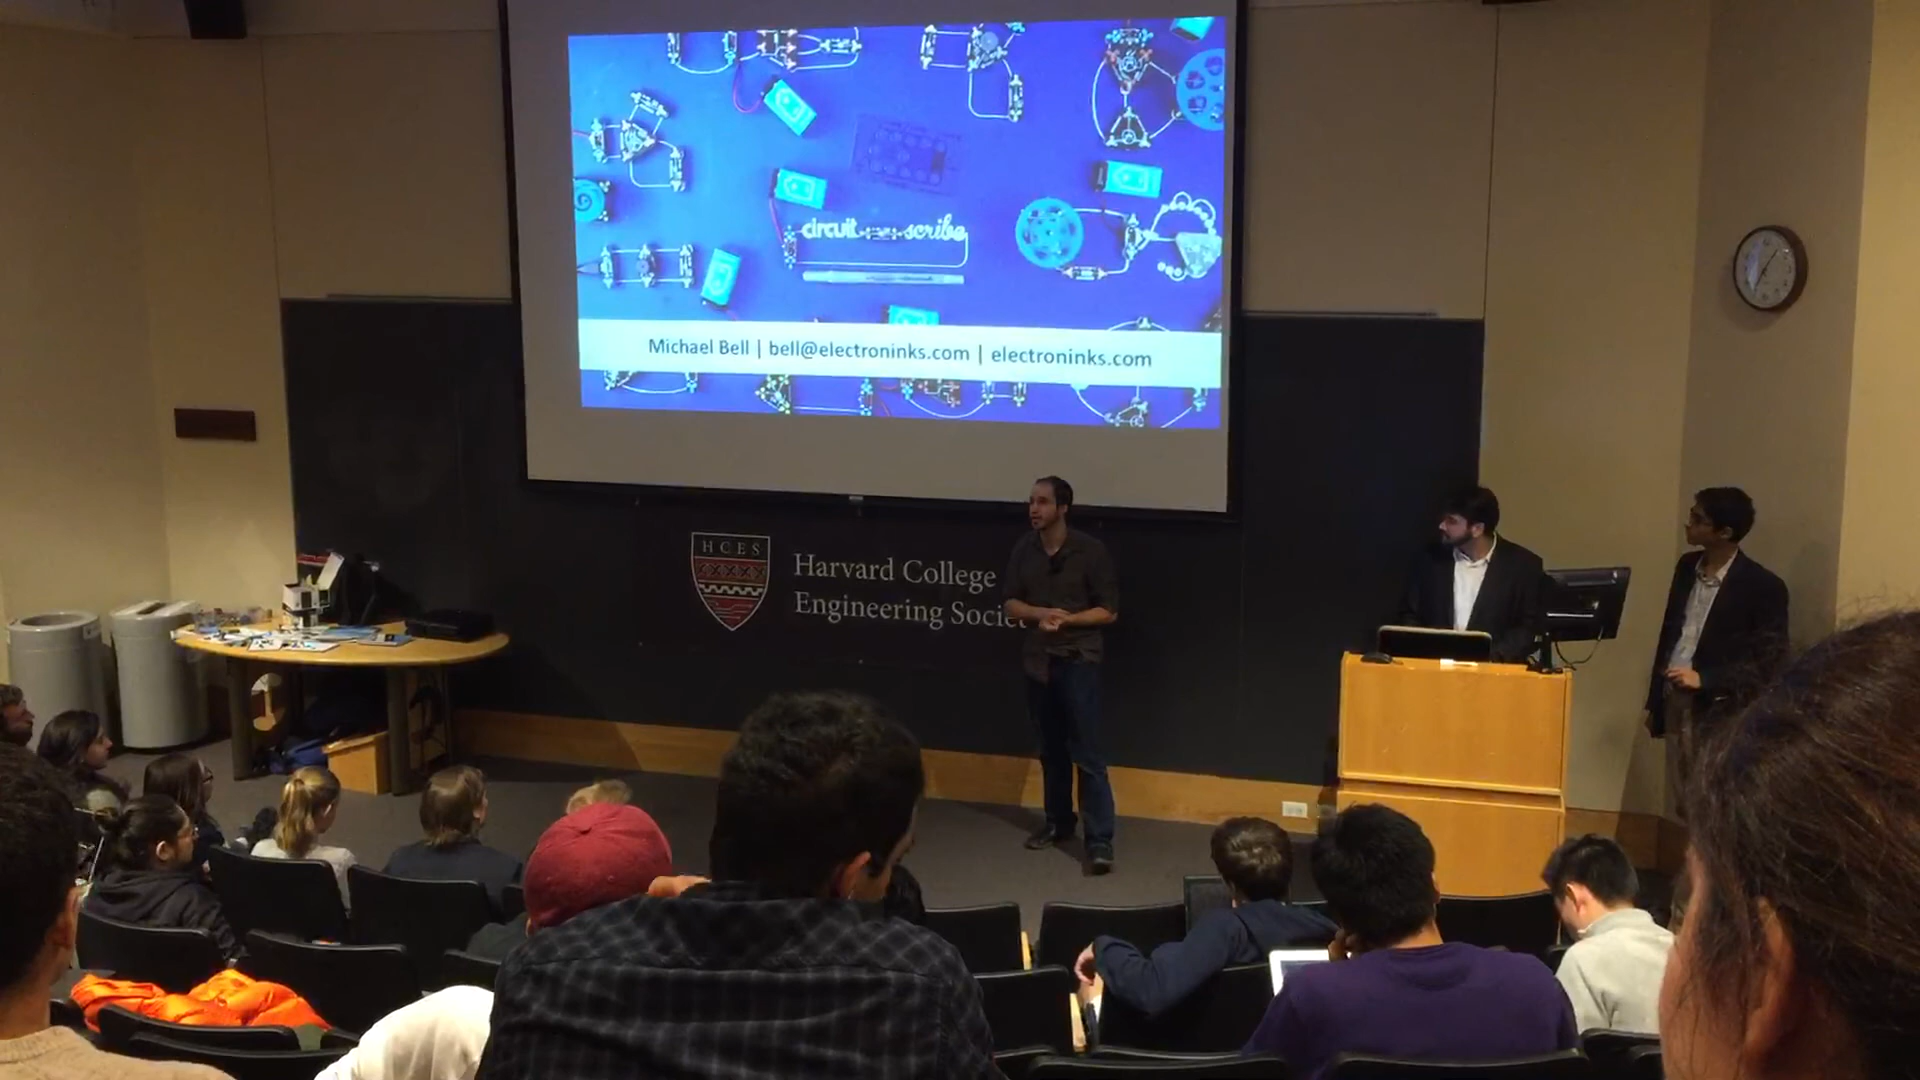 circuit scribe
Michael Bell | bell@electroninks.com | electroninks.com
HCES
Harvard College
Engineering Societ